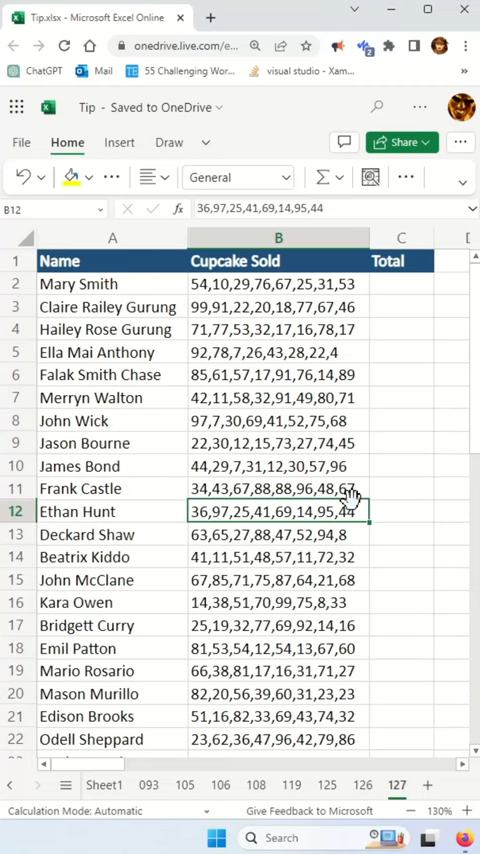 Tip.xlsx - Microsoft Excel Online
onedrive.live.com/e...
2
ChatGPT Mail TE 55 Challenging Wor... visual studio - Xam...
Tip - Saved to OneDrive
File Home Insert Draw Share
General
B12 fx 36,97,25,41,69,14,95,44
A B C
1 Name Cupcake Sold Total
2 Mary Smith 54,10,29,76,67,25,31,53
3 Claire Railey Gurung 99,91,22,20,18,77,67,46
4 Hailey Rose Gurung 71,77,53,32,17,16,78,17
5 Ella Mai Anthony 92,78,7,26,43,28,22,4
6 Falak Smith Chase 85,61,57,17,91,76,14,89
7 Merryn Walton 42,11,58,32,91,49,80,71
8 John Wick 97,7,30,69,41,52,75,68
9 Jason Bourne 22,30,12,15,73,27,74,45
10 James Bond 44,29,7,31,12,30,57,96
11 Frank Castle 34,43,67,88,88,96,48,67
12 Ethan Hunt 36,97,25,41,69,14,95,44
13 Deckard Shaw 63,65,27,88,47,52,94,8
14 Beatrix Kiddo 41,11,51,48,57,11,72,32
15 John McClane 67,85,71,75,87,64,21,68
16 Kara Owen 14,38,51,70,99,75,8,33
17 Bridgett Curry 25,19,32,77,69,92,14,16
18 Emil Patton 81,53,54,12,54,13,67,60
19 Mario Rosario 66,38,81,17,16,31,71,27
20 Mason Murillo 82,20,56,39,60,31,23,23
21 Edison Brooks 51,16,82,33,69,43,74,32
22 Odell Sheppard 23,62,36,47,96,42,79,86
Sheet1 093 105 106 108 119 125 126 127
Calculation Mode: Automatic Give Feedback to Microsoft 130%
Search